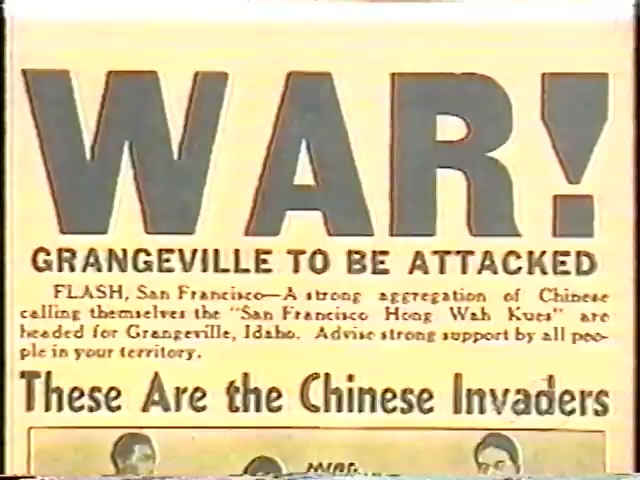 WAR!
GRANGEVILLE TO BE ATTACKED
FLASH, San Francisco—A strong aggregation of Chinese
calling themselves the "San Francisco Hong Wah Kues" are
headed for Grangeville, Idaho. Advise strong support by all peo-
ple in your territory.
These Are the Chinese Invaders